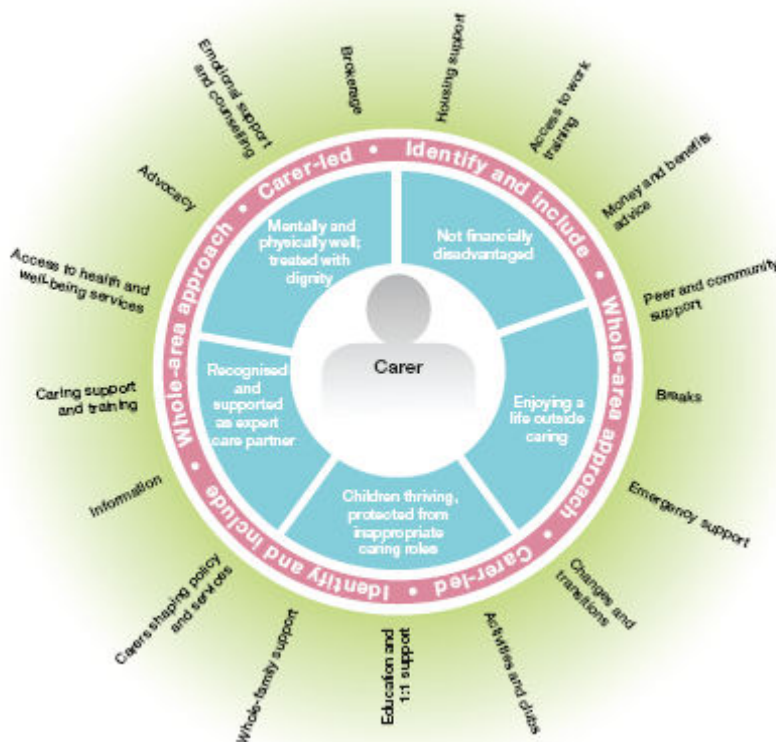 Carer
Mentally and
physically well;
treated with
dignity
Not financially
disadvantaged
Enjoying a
life outside
caring
Children thriving,
protected from
inappropriate
caring roles
Recognised
and
supported
as expert
care partner
Identify and include • Whole-area approach • Carer-led • Identify and include • Whole-area approach • Carer-led •
Housing support
Access to work
training
Money and benefits
advice
Peer and community
support
Breaks
Emergency support
Changes and
transitions
Activities and clubs
Education and
1:1 support
Whole-family support
Carers shaping policy
and services
Information
Caring support
and training
Access to health and
well-being services
Advocacy
Emotional support
and counselling
Brokerage